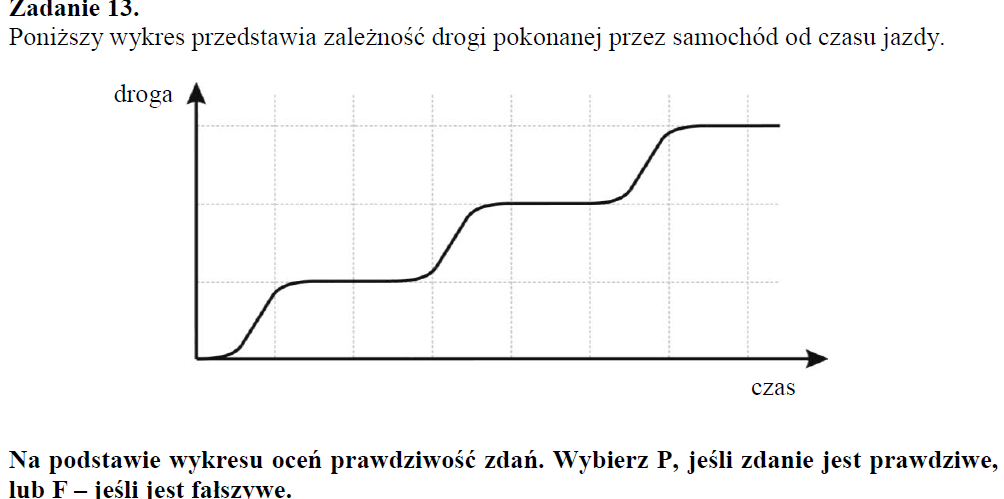 Zadanie 13.
Poniższy wykres przedstawia zależność drogi pokonanej przez samochód od czasu jazdy.
droga
czas
Na podstawie wykresu oceń prawdziwość zdań. Wybierz P, jeśli zdanie jest prawdziwe,
lub F – jeśli jest fałszywe.